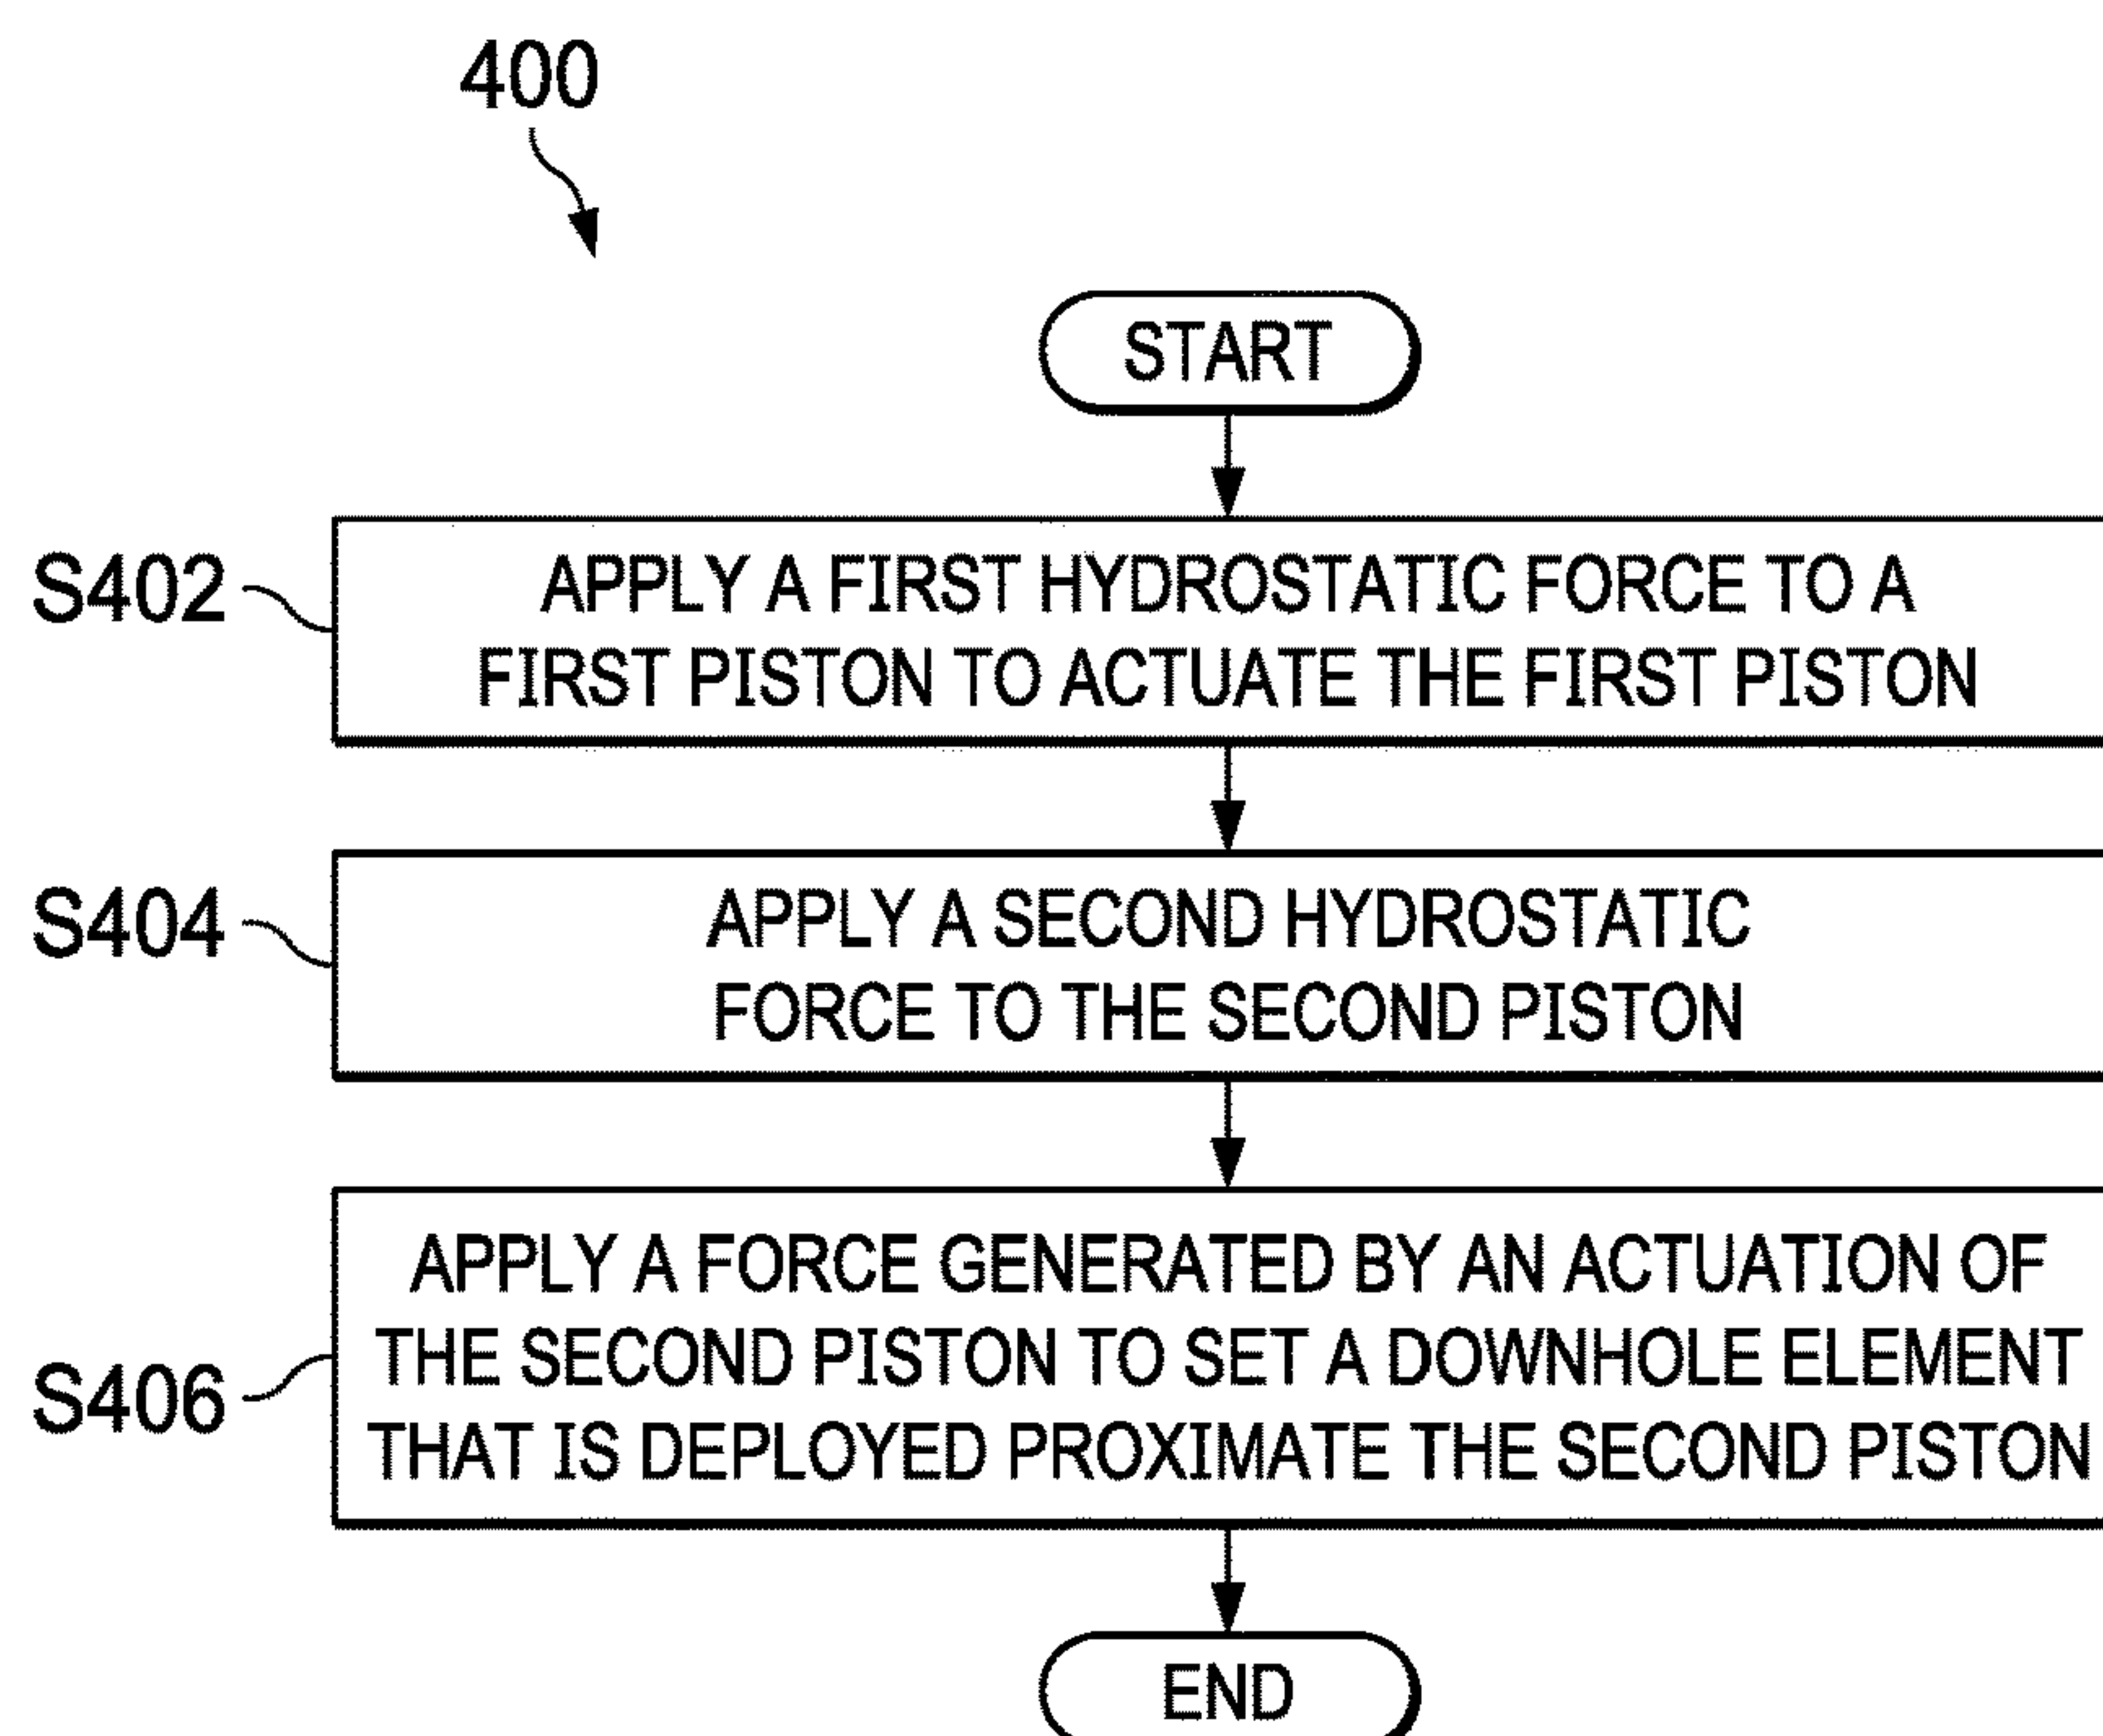 400
START
S402
APPLY A FIRST HYDROSTATIC FORCE TO A
FIRST PISTON TO ACTUATE THE FIRST PISTON
S404
APPLY A SECOND HYDROSTATIC
FORCE TO THE SECOND PISTON
S406
APPLY A FORCE GENERATED BY AN ACTUATION OF
THE SECOND PISTON TO SET A DOWNHOLE ELEMENT
THAT IS DEPLOYED PROXIMATE THE SECOND PISTON
END